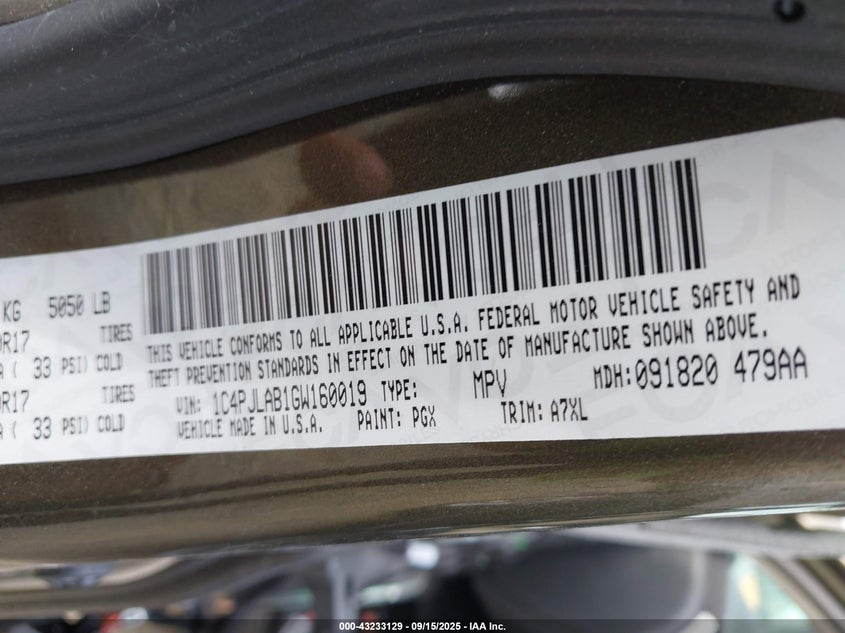 KG 5050 LB
R17 TIRES
( 33 PSI) COLD
R17 TIRES
( 33 PSI) COLD
THIS VEHICLE CONFORMS TO ALL APPLICABLE U.S.A. FEDERAL MOTOR VEHICLE SAFETY AND
THEFT PREVENTION STANDARDS IN EFFECT ON THE DATE OF MANUFACTURE SHOWN ABOVE.
VIN: 1C4PJLAB1GW160019 TYPE: MPV MDH:091820 479AA
VEHICLE MADE IN U.S.A. PAINT: PGX TRIM: A7XL
000-43233129 - 09/15/2025 - IAA Inc.